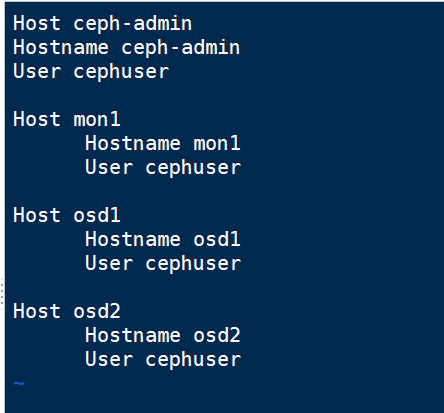 Host ceph-admin
Hostname ceph-admin
User cephuser

Host mon1
        Hostname mon1
        User cephuser

Host osd1
        Hostname osd1
        User cephuser

Host osd2
        Hostname osd2
        User cephuser
~